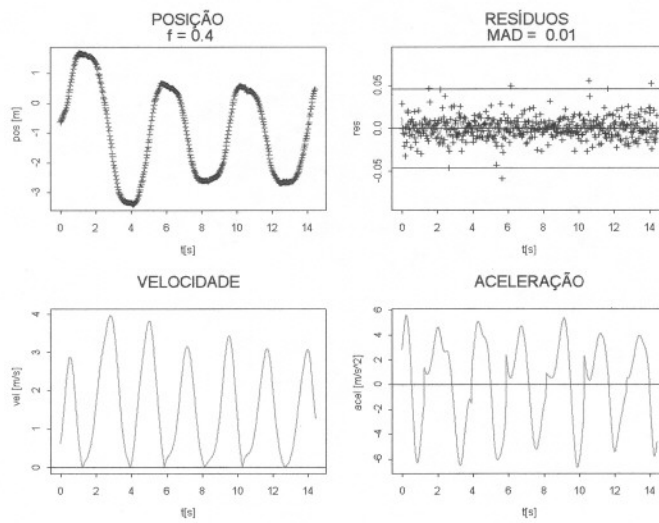 POSIÇÃO
f = 0.4
pos [m]
1
0
-1
-2
-3
0 2 4 6 8 10 12 14
t[s]
RESÍDUOS
MAD = 0.01
res
0.05
0.0
-0.05
0 2 4 6 8 10 12 14
t[s]
VELOCIDADE
vel [m/s]
4
3
2
1
0
0 2 4 6 8 10 12 14
t[s]
ACELERAÇÃO
acel [m/s^2]
6
4
2
0
-2
-4
-6
0 2 4 6 8 10 12 14
t[s]